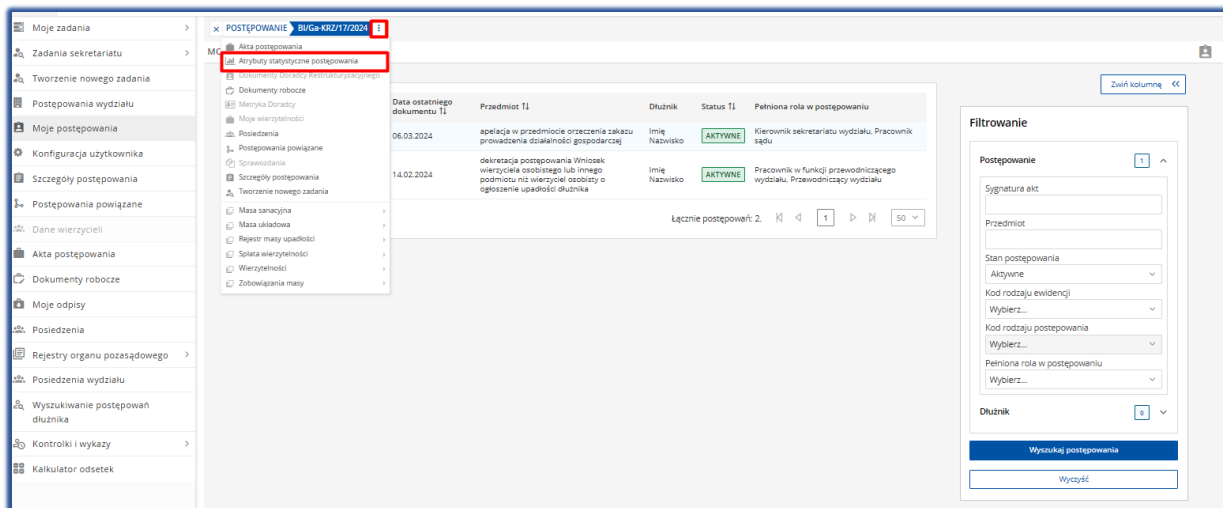 Moje zadania
Zadania sekretariatu
Tworzenie nowego zadania
Postępowania wydziału
Moje postępowania
Konfiguracja użytkownika
Szczegóły postępowania
Postępowania powiązane
Dane wierzycieli
Akta postępowania
Dokumenty robocze
Moje odpisy
Posiedzenia
Rejestry organu pozasądowego
Posiedzenia wydziału
Wyszukiwanie postępowań
dłużnika
Kontrolki i wykazy
Kalkulator odsetek
× POSTĘPOWANIE BI/Ga-KRZ/17/2024
Akta postępowania
Atrybuty statystyczne postępowania
Dokumenty Doradcy Restrukturyzacyjnego
Dokumenty robocze
Metryka Doradcy
Moje wierzytelności
Posiedzenia
Postępowania powiązane
Sprawozdania
Szczegóły postępowania
Tworzenie nowego zadania
Masa sanacyjna
Masa układowa
Rejestr masy upadłości
Spłata wierzytelności
Wierzytelności
Zobowiązania masy
Data ostatniego
dokumentu
Przedmiot
Dłużnik
Status
Pełniona rola w postępowaniu
06.03.2024
apelacja w przedmiocie orzeczenia zakazu
prowadzenia działalności gospodarczej
Imię
Nazwisko
AKTYWNE
Kierownik sekretariatu wydziału, Pracownik
sądu
14.02.2024
dekretacja postępowania Wniosek
wierzyciela osobistego lub innego
podmiotu niż wierzyciel osobisty o
ogłoszenie upadłości dłużnika
Imię
Nazwisko
AKTYWNE
Pracownik w funkcji przewodniczącego
wydziału, Przewodniczący wydziału
Łącznie postępowań: 2. 1 50
Zwiń kolumnę
Filtrowanie
Postępowanie 1
Sygnatura akt
Przedmiot
Stan postępowania
Aktywne
Kod rodzaju ewidencji
Wybierz...
Kod rodzaju postepowania
Wybierz...
Pełniona rola w postępowaniu
Wybierz...
Dłużnik 0
Wyszukaj postępowania
Wyczyść